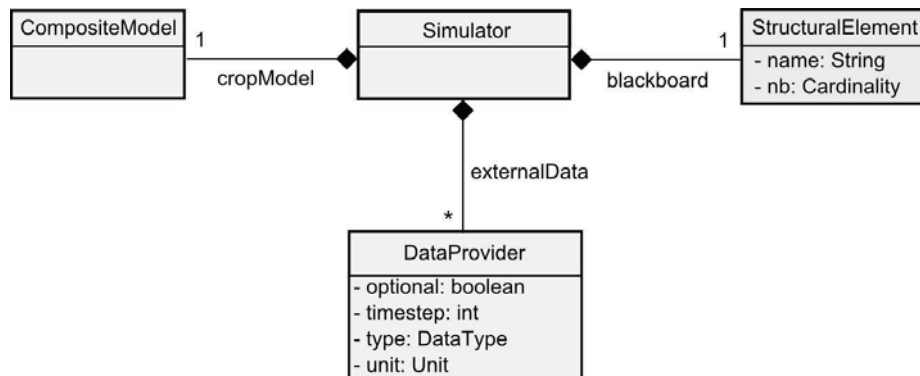 CompositeModel
1
cropModel
Simulator
1
blackboard
StructuralElement
- name: String
- nb: Cardinality
externalData
*
DataProvider
- optional: boolean
- timestep: int
- type: DataType
- unit: Unit